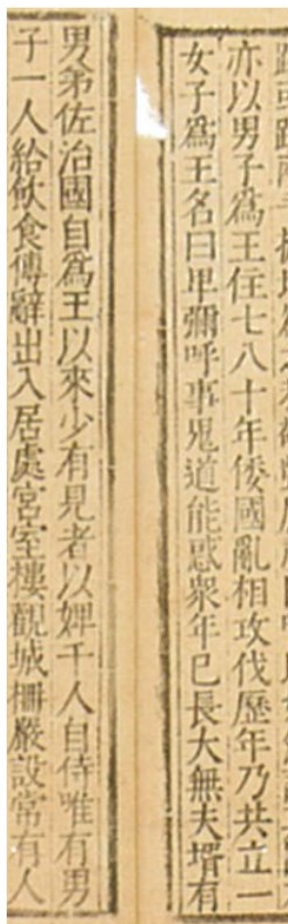 亦以男子爲王住七八十年倭國亂相攻伐歷年乃共立一
女子爲王名曰卑彌呼事鬼道能惑衆年已長大無夫壻有
男弟佐治國自爲王以來少有見者以婢千人自侍唯有男
子一人給飲食傳辭出入居處宮室樓觀城柵嚴設常有人